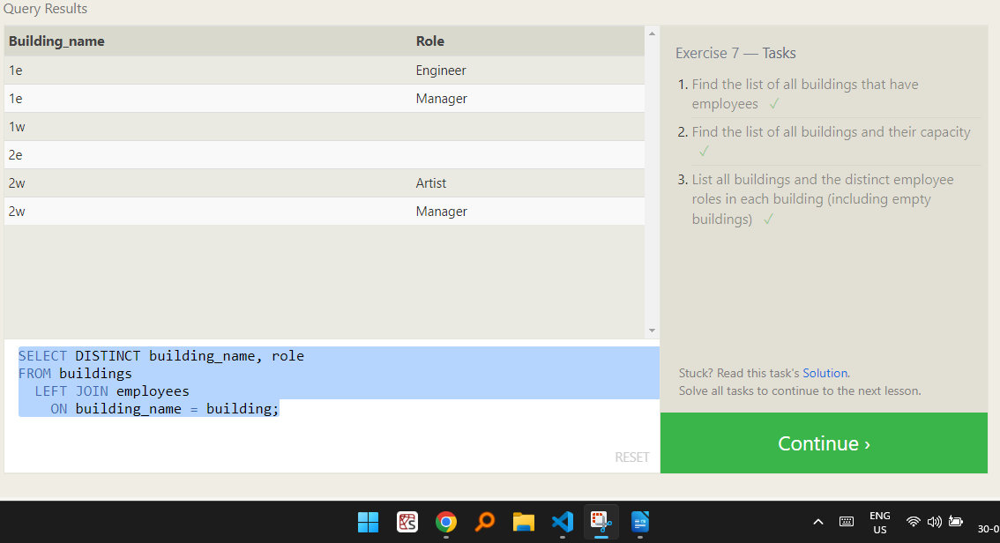 Query Results
Building_name Role
1e Engineer
1e Manager
1w
2e
2w Artist
2w Manager
SELECT DISTINCT building_name, role
FROM buildings
LEFT JOIN employees
ON building_name = building;
RESET
Exercise 7 — Tasks
1. Find the list of all buildings that have
employees ✓
2. Find the list of all buildings and their capacity
✓
3. List all buildings and the distinct employee
roles in each building (including empty
buildings) ✓
Stuck? Read this task's Solution.
Solve all tasks to continue to the next lesson.
Continue ›
ENG
US
30-0